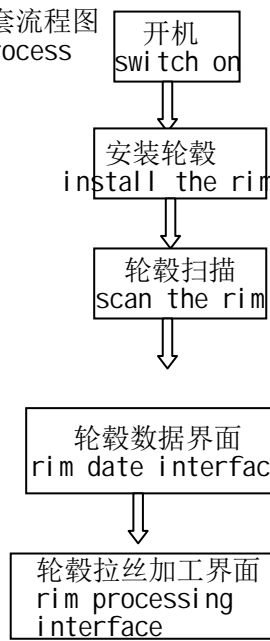 套流程图
rocess
开机
switch on
安装轮毂
install the rim
轮毂扫描
scan the rim
轮毂数据界面
rim date interfac
轮毂拉丝加工界面
rim processing
interface